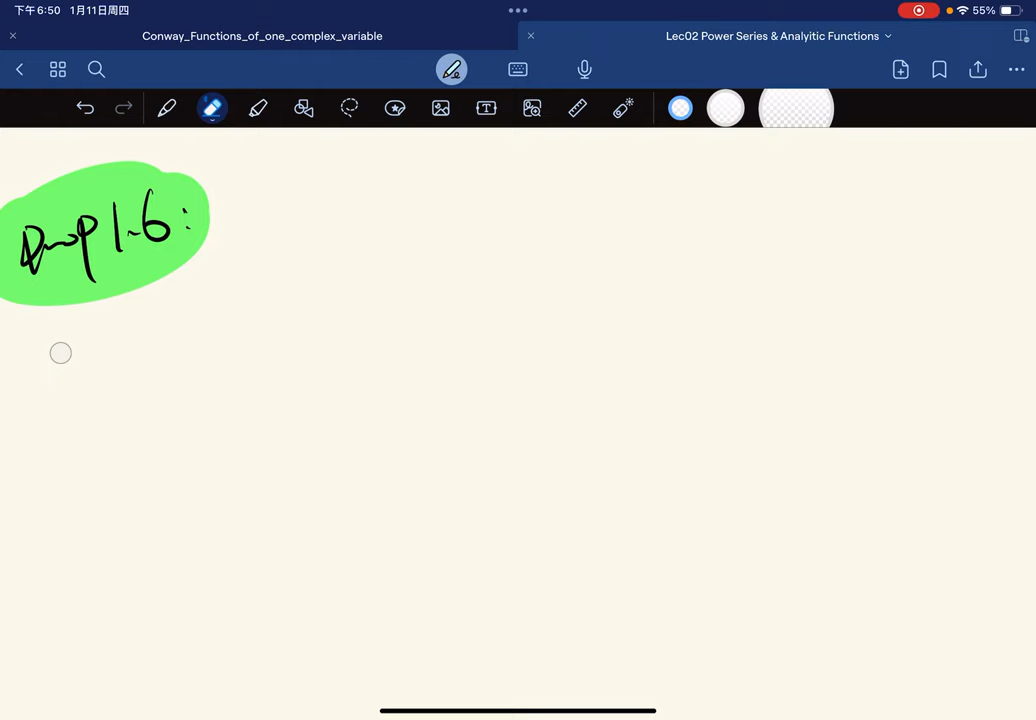 下午6:50 1月11日周四
55%
Conway_Functions_of_one_complex_variable
Lec02 Power Series & Analyitic Functions
Prop 1.6: